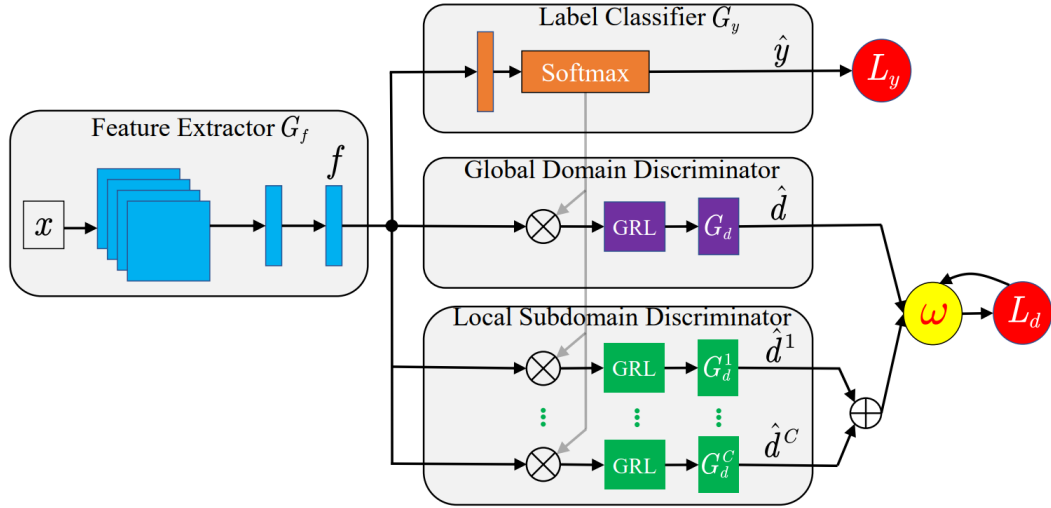 Label Classifier G_y
Softmax
ŷ
L_y
Feature Extractor G_f
x
f
Global Domain Discriminator
GRL
G_d
d̂
ω
L_d
Local Subdomain Discriminator
GRL
G_d^1
d̂^1
GRL
G_d^C
d̂^C